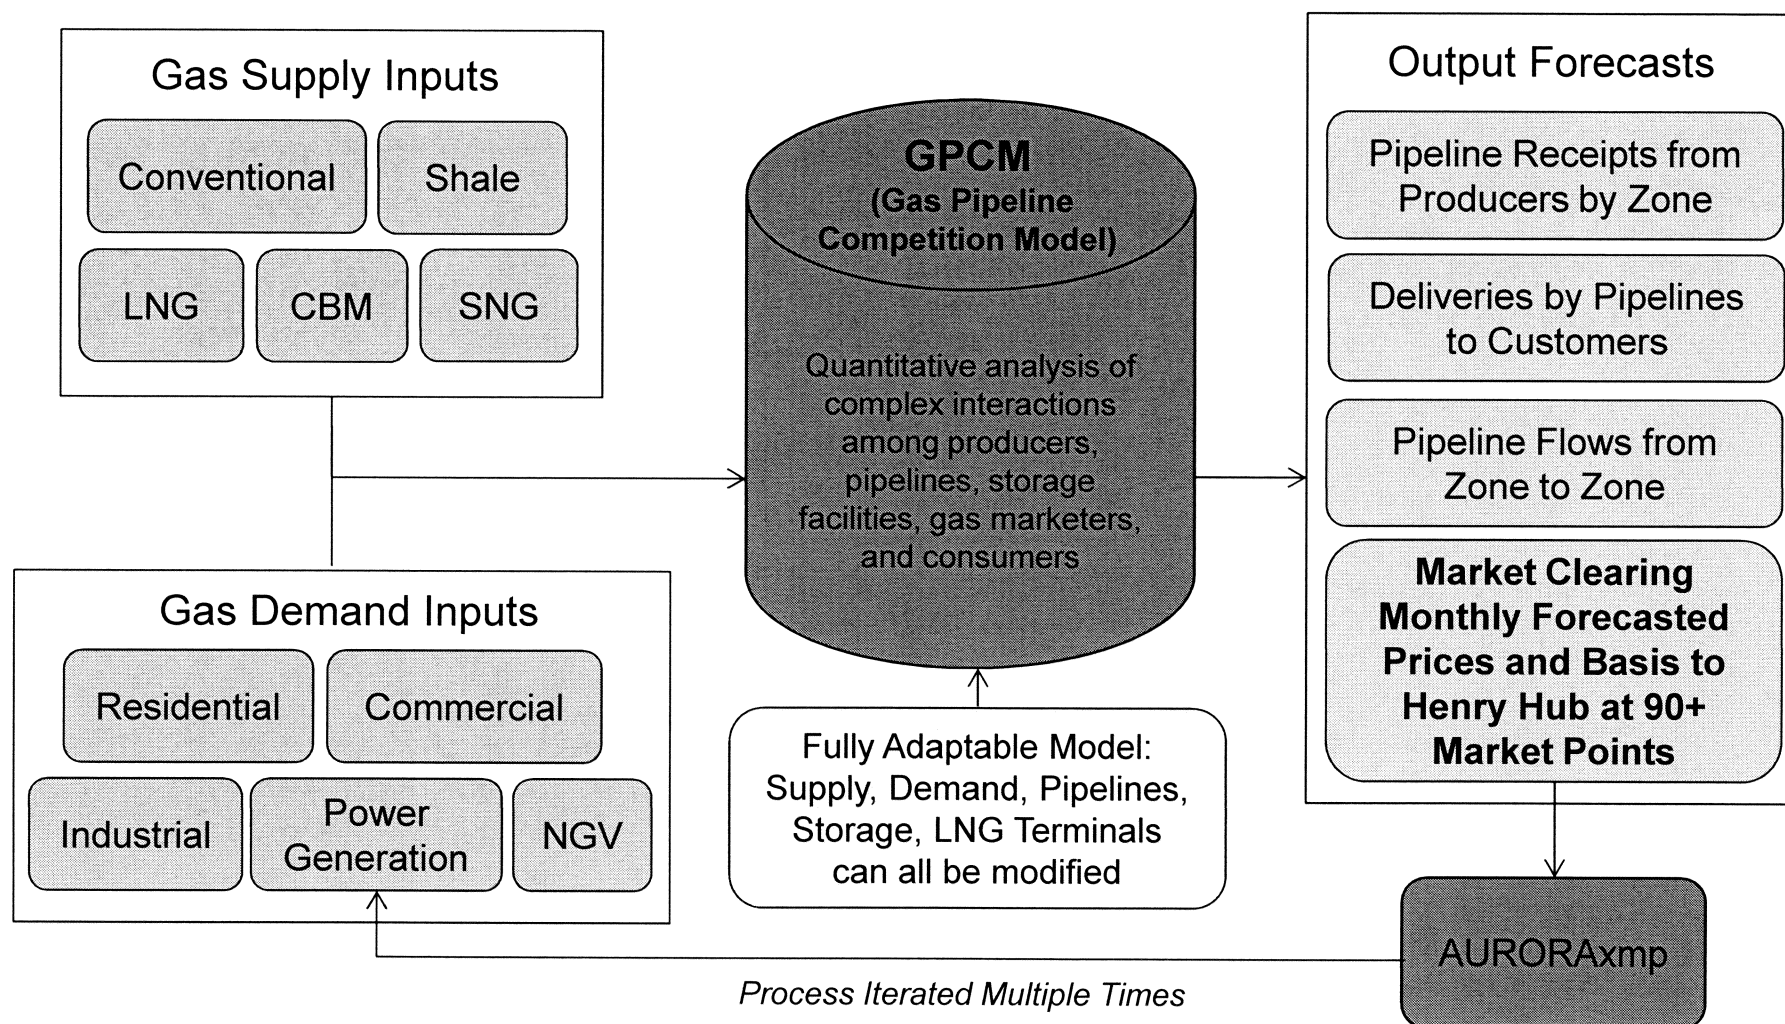 Gas Supply Inputs
Conventional
Shale
LNG
CBM
SNG
Gas Demand Inputs
Residential
Commercial
Industrial
Power
Generation
NGV
GPCM
(Gas Pipeline
Competition Model)
Quantitative analysis of
complex interactions
among producers,
pipelines, storage
facilities, gas marketers,
and consumers
Fully Adaptable Model:
Supply, Demand, Pipelines,
Storage, LNG Terminals
can all be modified
Output Forecasts
Pipeline Receipts from
Producers by Zone
Deliveries by Pipelines
to Customers
Pipeline Flows from
Zone to Zone
Market Clearing
Monthly Forecasted
Prices and Basis to
Henry Hub at 90+
Market Points
AURORAxmp
Process Iterated Multiple Times